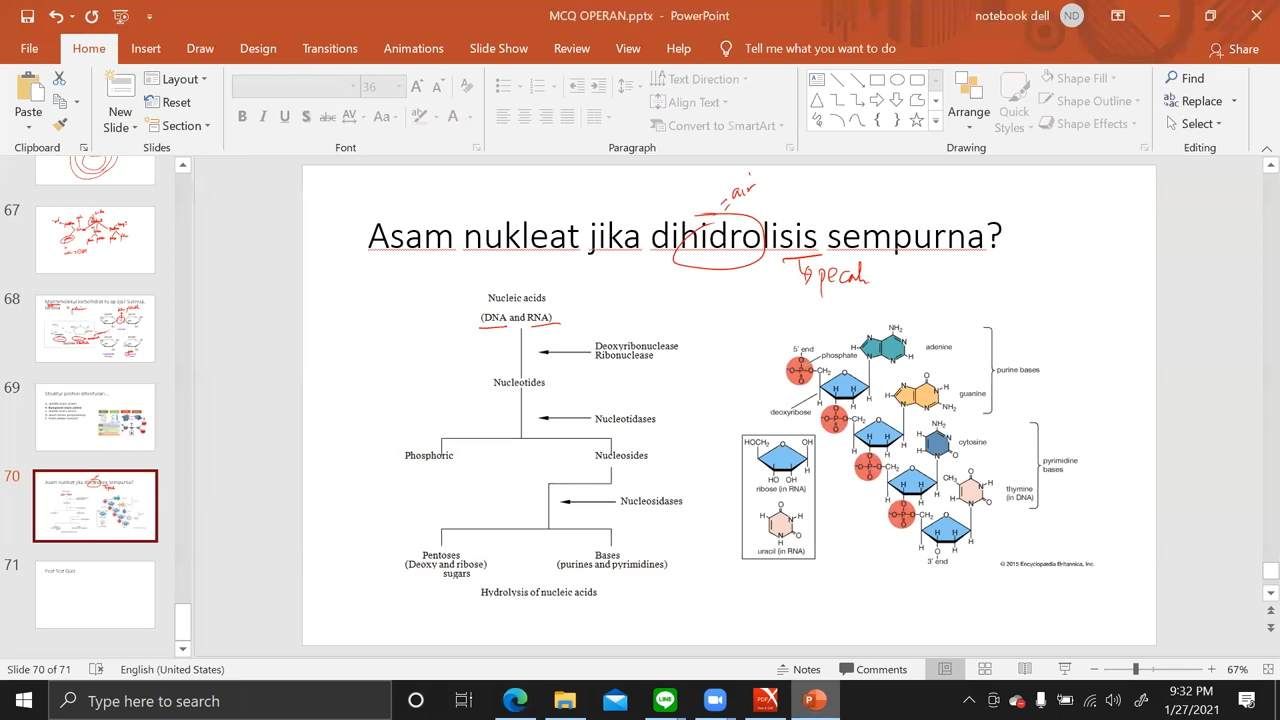 MCQ OPERAN.pptx - PowerPoint
notebook dell
ND
File Home Insert Draw Design Transitions Animations Slide Show Review View Help Tell me what you want to do
Share
Paste
New Slide
Layout
Reset
Section
36
Text Direction
Align Text
Convert to SmartArt
Arrange
Quick Styles
Shape Fill
Shape Outline
Shape Effects
Find
Replace
Select
Clipboard
Slides
Font
Paragraph
Drawing
Editing
67
68
69
70
71
Asam nukleat jika dihidrolisis sempurna?
= air
pecah
Nucleic acids
(DNA and RNA)
Deoxyribonuclease
Ribonuclease
Nucleotides
Nucleotidases
Phosphoric
Nucleosides
Nucleosidases
Pentoses
(Deoxy and ribose)
sugars
Bases
(purines and pyrimidines)
Hydrolysis of nucleic acids
5' end
phosphate
deoxyribose
adenine
guanine
purine bases
cytosine
thymine
(in DNA)
pyrimidine
bases
3' end
HOCH₂
OH
HO OH
ribose (in RNA)
uracil (in RNA)
© 2015 Encyclopædia Britannica, Inc.
Slide 70 of 71
English (United States)
Notes
Comments
67%
Type here to search
9:32 PM
1/27/2021